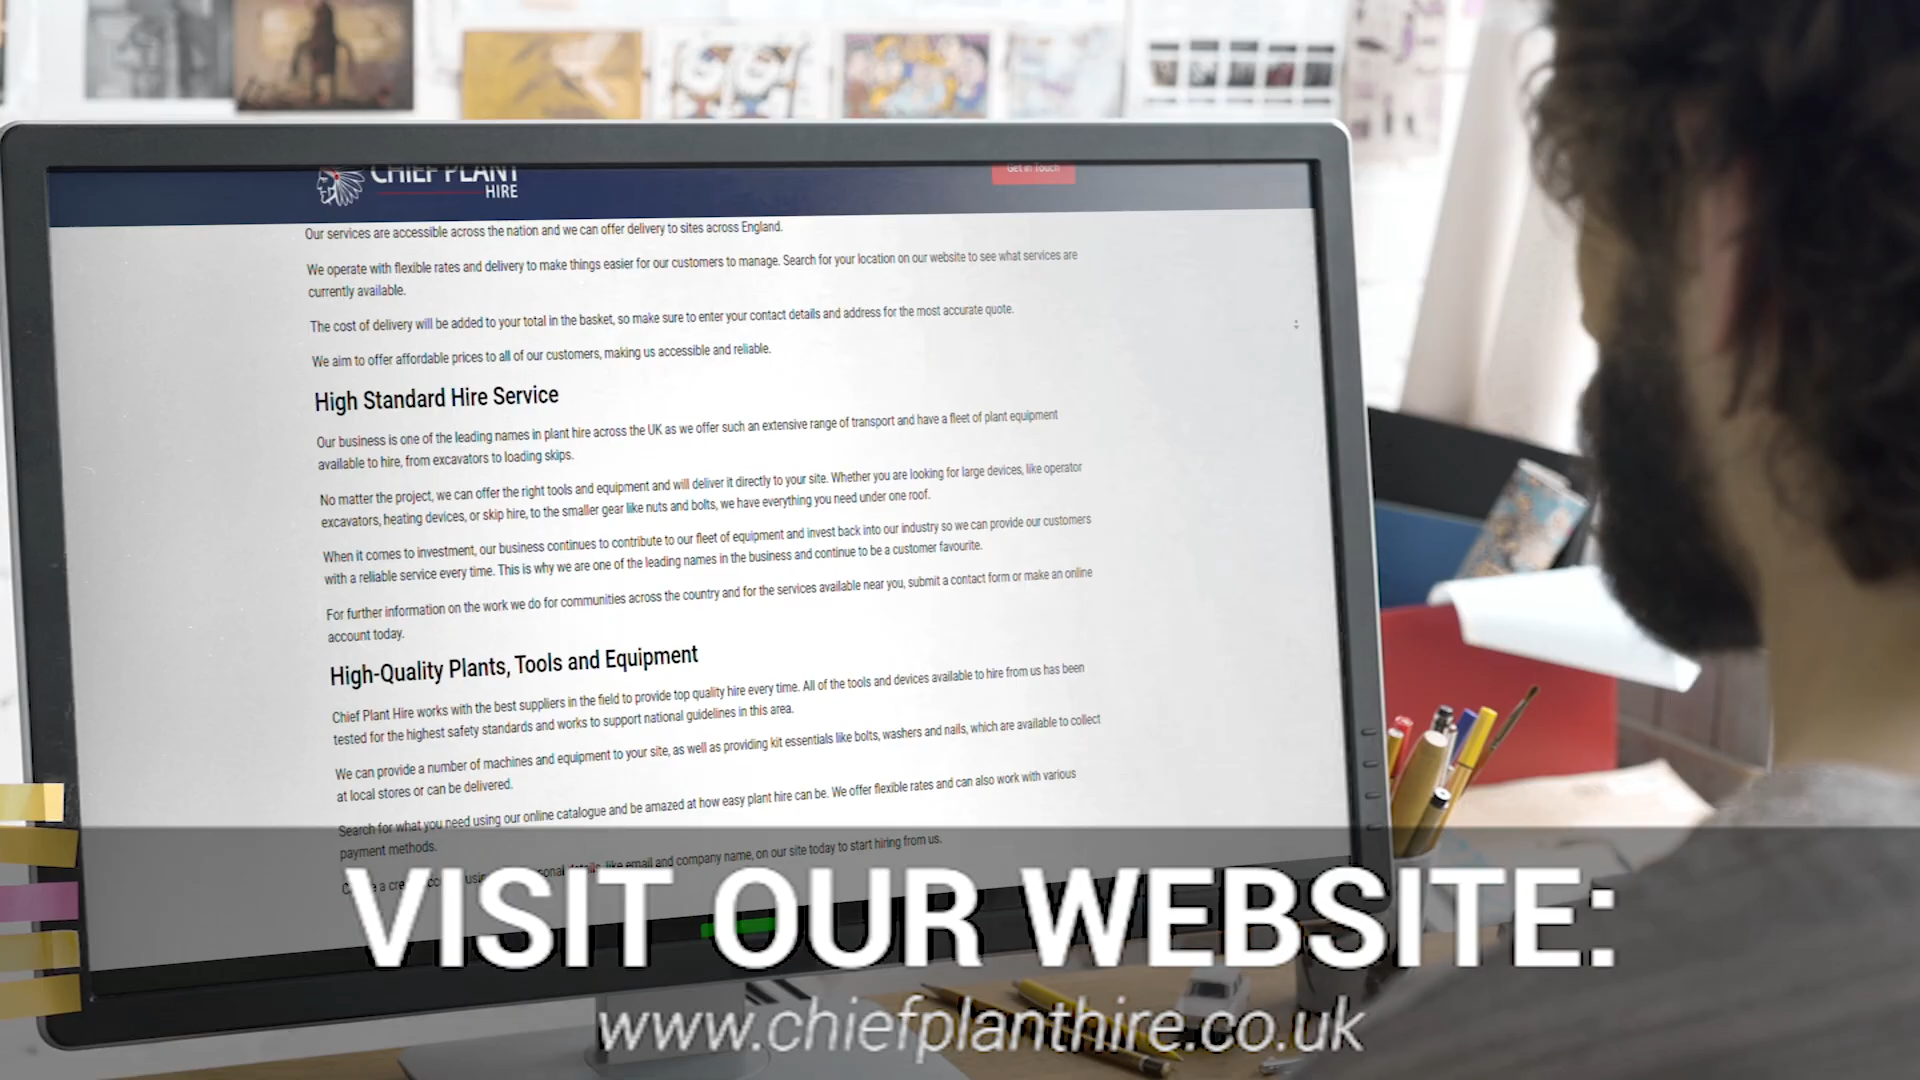 CHIEF PLANT
HIRE
Get in Touch
Our services are accessible across the nation and we can offer delivery to sites across England.
We operate with flexible rates and delivery to make things easier for our customers to manage. Search for your location on our website to see what services are
currently available.
The cost of delivery will be added to your total in the basket, so make sure to enter your contact details and address for the most accurate quote.
We aim to offer affordable prices to all of our customers, making us accessible and reliable.
High Standard Hire Service
Our business is one of the leading names in plant hire across the UK as we offer such an extensive range of transport and have a fleet of plant equipment
available to hire, from excavators to loading skips.
No matter the project, we can offer the right tools and equipment and will deliver it directly to your site. Whether you are looking for large devices, like operator
excavators, heating devices, or skip hire, to the smaller gear like nuts and bolts, we have everything you need under one roof.
When it comes to investment, our business continues to contribute to our fleet of equipment and invest back into our industry so we can provide our customers
with a reliable service every time. This is why we are one of the leading names in the business and continue to be a customer favourite.
For further information on the work we do for communities across the country and for the services available near you, submit a contact form or make an online
account today.
High-Quality Plants, Tools and Equipment
Chief Plant Hire works with the best suppliers in the field to provide top quality hire every time. All of the tools and devices available to hire from us has been
tested for the highest safety standards and works to support national guidelines in this area.
We can provide a number of machines and equipment to your site, as well as providing kit essentials like bolts, washers and nails, which are available to collect
at local stores or can be delivered.
Search for what you need using our online catalogue and be amazed at how easy plant hire can be. We offer flexible rates and can also work with various
payment methods.
like email and company name, on our site today to start hiring from us.
VISIT OUR WEBSITE:
www.chiefplanthire.co.uk